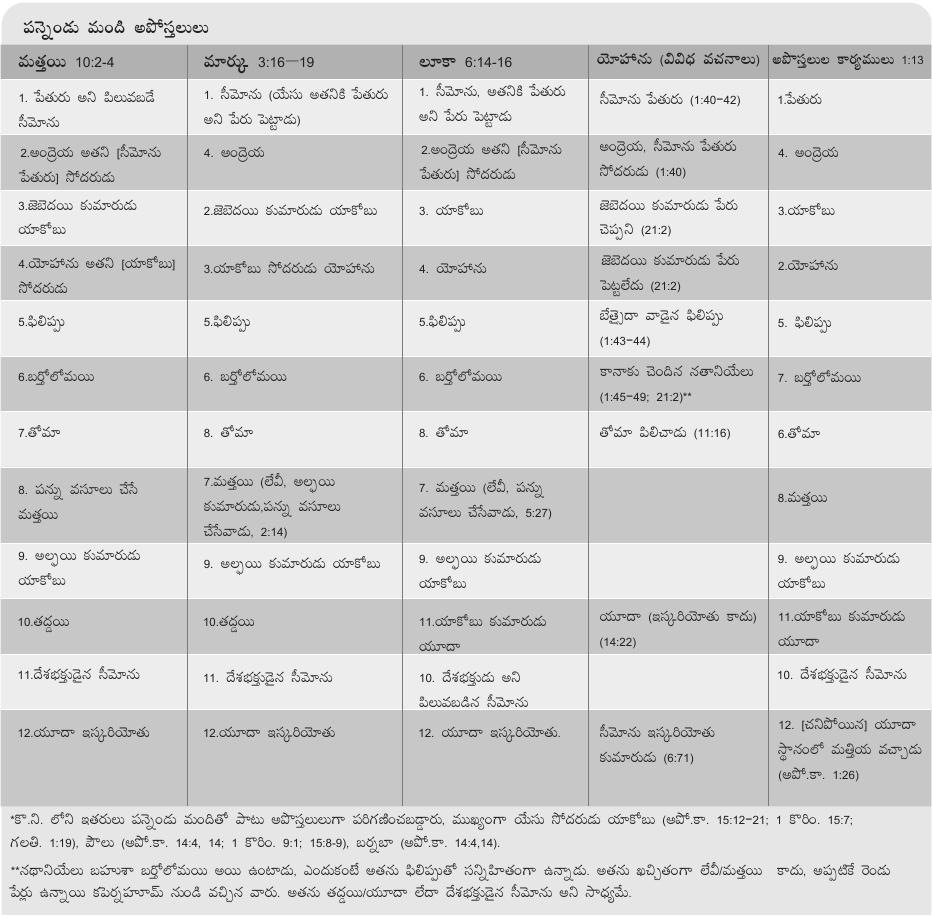 పన్నెండు మంది అపోస్తలులు
మత్తయి 10:2-4 మార్కు 3:16—19 లూకా 6:14-16 యోహాను (వివిధ వచనాలు) అపొస్తలుల కార్యములు 1:13
1. పేతురు అని పిలువబడే
సీమోను
1. సీమోను (యేసు అతనికి పేతురు
అని పేరు పెట్టాడు)
1. సీమోను, అతనికి పేతురు
అని పేరు పెట్టాడు
సీమోను పేతురు (1:40–42)
1.పేతురు
2.అంద్రెయ అతని [సీమోను
పేతురు] సోదరుడు
4. అంద్రెయ
2.అంద్రెయ అతని [సీమోను
పేతురు] సోదరుడు
అంద్రెయ, సీమోను పేతురు
సోదరుడు (1:40)
4. అంద్రెయ
3.జెబెదయి కుమారుడు
యాకోబు
2.జెబెదయి కుమారుడు యాకోబు
3. యాకోబు
జెబెదయి కుమారుడు పేరు
చెప్పని (21:2)
3.యాకోబు
4.యోహాను అతని [యాకోబు]
సోదరుడు
3.యాకోబు సోదరుడు యోహాను
4. యోహాను
జెబెదయి కుమారుడు పేరు
పెట్టలేదు (21:2)
2.యోహాను
5.ఫిలిప్పు
5.ఫిలిప్పు
5.ఫిలిప్పు
బేత్సైదా వాడైన ఫిలిప్పు
(1:43–44)
5. ఫిలిప్పు
6.బర్తోలోమయి
6. బర్తోలోమయి
6. బర్తోలోమయి
కానాకు చెందిన నతానియేలు
(1:45–49; 21:2)**
7. బర్తోలోమయి
7.తోమా
8. తోమా
8. తోమా
తోమా పిలిచాడు (11:16)
6.తోమా
8. పన్ను వసూలు చేసే
మత్తయి
7.మత్తయి (లేవీ, అల్ఫయి
కుమారుడు,పన్ను వసూలు
చేసేవాడు, 2:14)
7. మత్తయి (లేవీ, పన్ను
వసూలు చేసేవాడు, 5:27)
8.మత్తయి
9. అల్ఫయి కుమారుడు
యాకోబు
9. అల్ఫయి కుమారుడు యాకోబు
9. అల్ఫయి కుమారుడు
యాకోబు
9. అల్ఫయి కుమారుడు
యాకోబు
10.తద్దయి
10.తద్దయి
11.యాకోబు కుమారుడు
యూదా
యూదా (ఇస్కరియోతు కాదు)
(14:22)
11.యాకోబు కుమారుడు
యూదా
11.దేశభక్తుడైన సీమోను
11. దేశభక్తుడైన సీమోను
10. దేశభక్తుడు అని
పిలువబడిన సీమోను
10. దేశభక్తుడైన సీమోను
12.యూదా ఇస్కరియోతు
12.యూదా ఇస్కరియోతు
12. యూదా ఇస్కరియోతు.
సీమోను ఇస్కరియోతు
కుమారుడు (6:71)
12. [చనిపోయిన] యూదా
స్థానంలో మత్తియ వచ్చాడు
(అపో.కా. 1:26)
*కొ.ని. లోని ఇతరులు పన్నెండు మందితో పాటు అపొస్తలులుగా పరిగణించబడ్డారు, ముఖ్యంగా యేసు సోదరుడు యాకోబు (అపో.కా. 15:12–21; 1 కొరిం. 15:7;
గలతి. 1:19), పౌలు (అపో.కా. 14:4, 14; 1 కొరిం. 9:1; 15:8-9), బర్నబా (అపో.కా. 14:4,14).
**నథానియేలు బహుశా బర్తోలోమయి అయి ఉంటాడు, ఎందుకంటే అతను ఫిలిప్పుతో సన్నిహితంగా ఉన్నాడు. అతను ఖచ్చితంగా లేవీ/మత్తయి కాదు, అప్పటికే రెండు
పేర్లు ఉన్నాయి కపెర్నహూమ్ నుండి వచ్చిన వారు. అతను తద్దయి/యూదా లేదా దేశభక్తుడైన సీమోను అని సాధ్యమే.